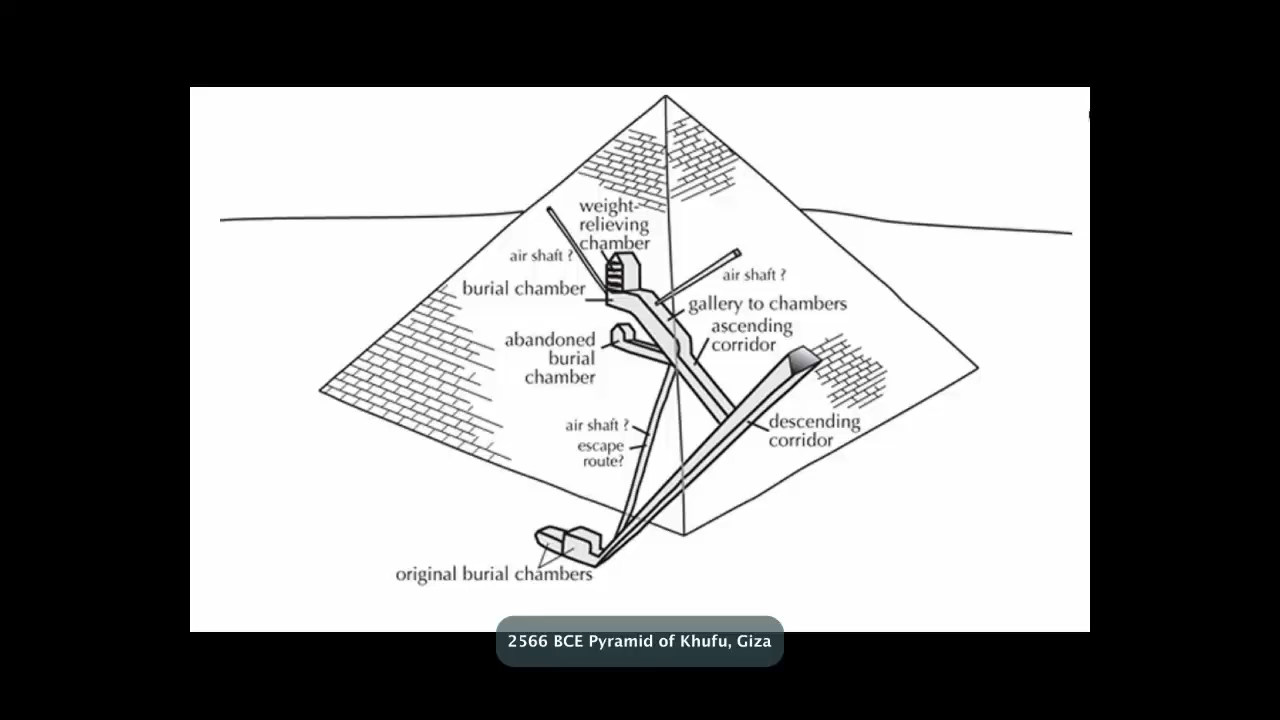 weight-
relieving
chamber
air shaft ?
air shaft ?
burial chamber
gallery to chambers
ascending
corridor
abandoned
burial
chamber
descending
corridor
air shaft ?
escape
route?
original burial chambers
2566 BCE Pyramid of Khufu, Giza